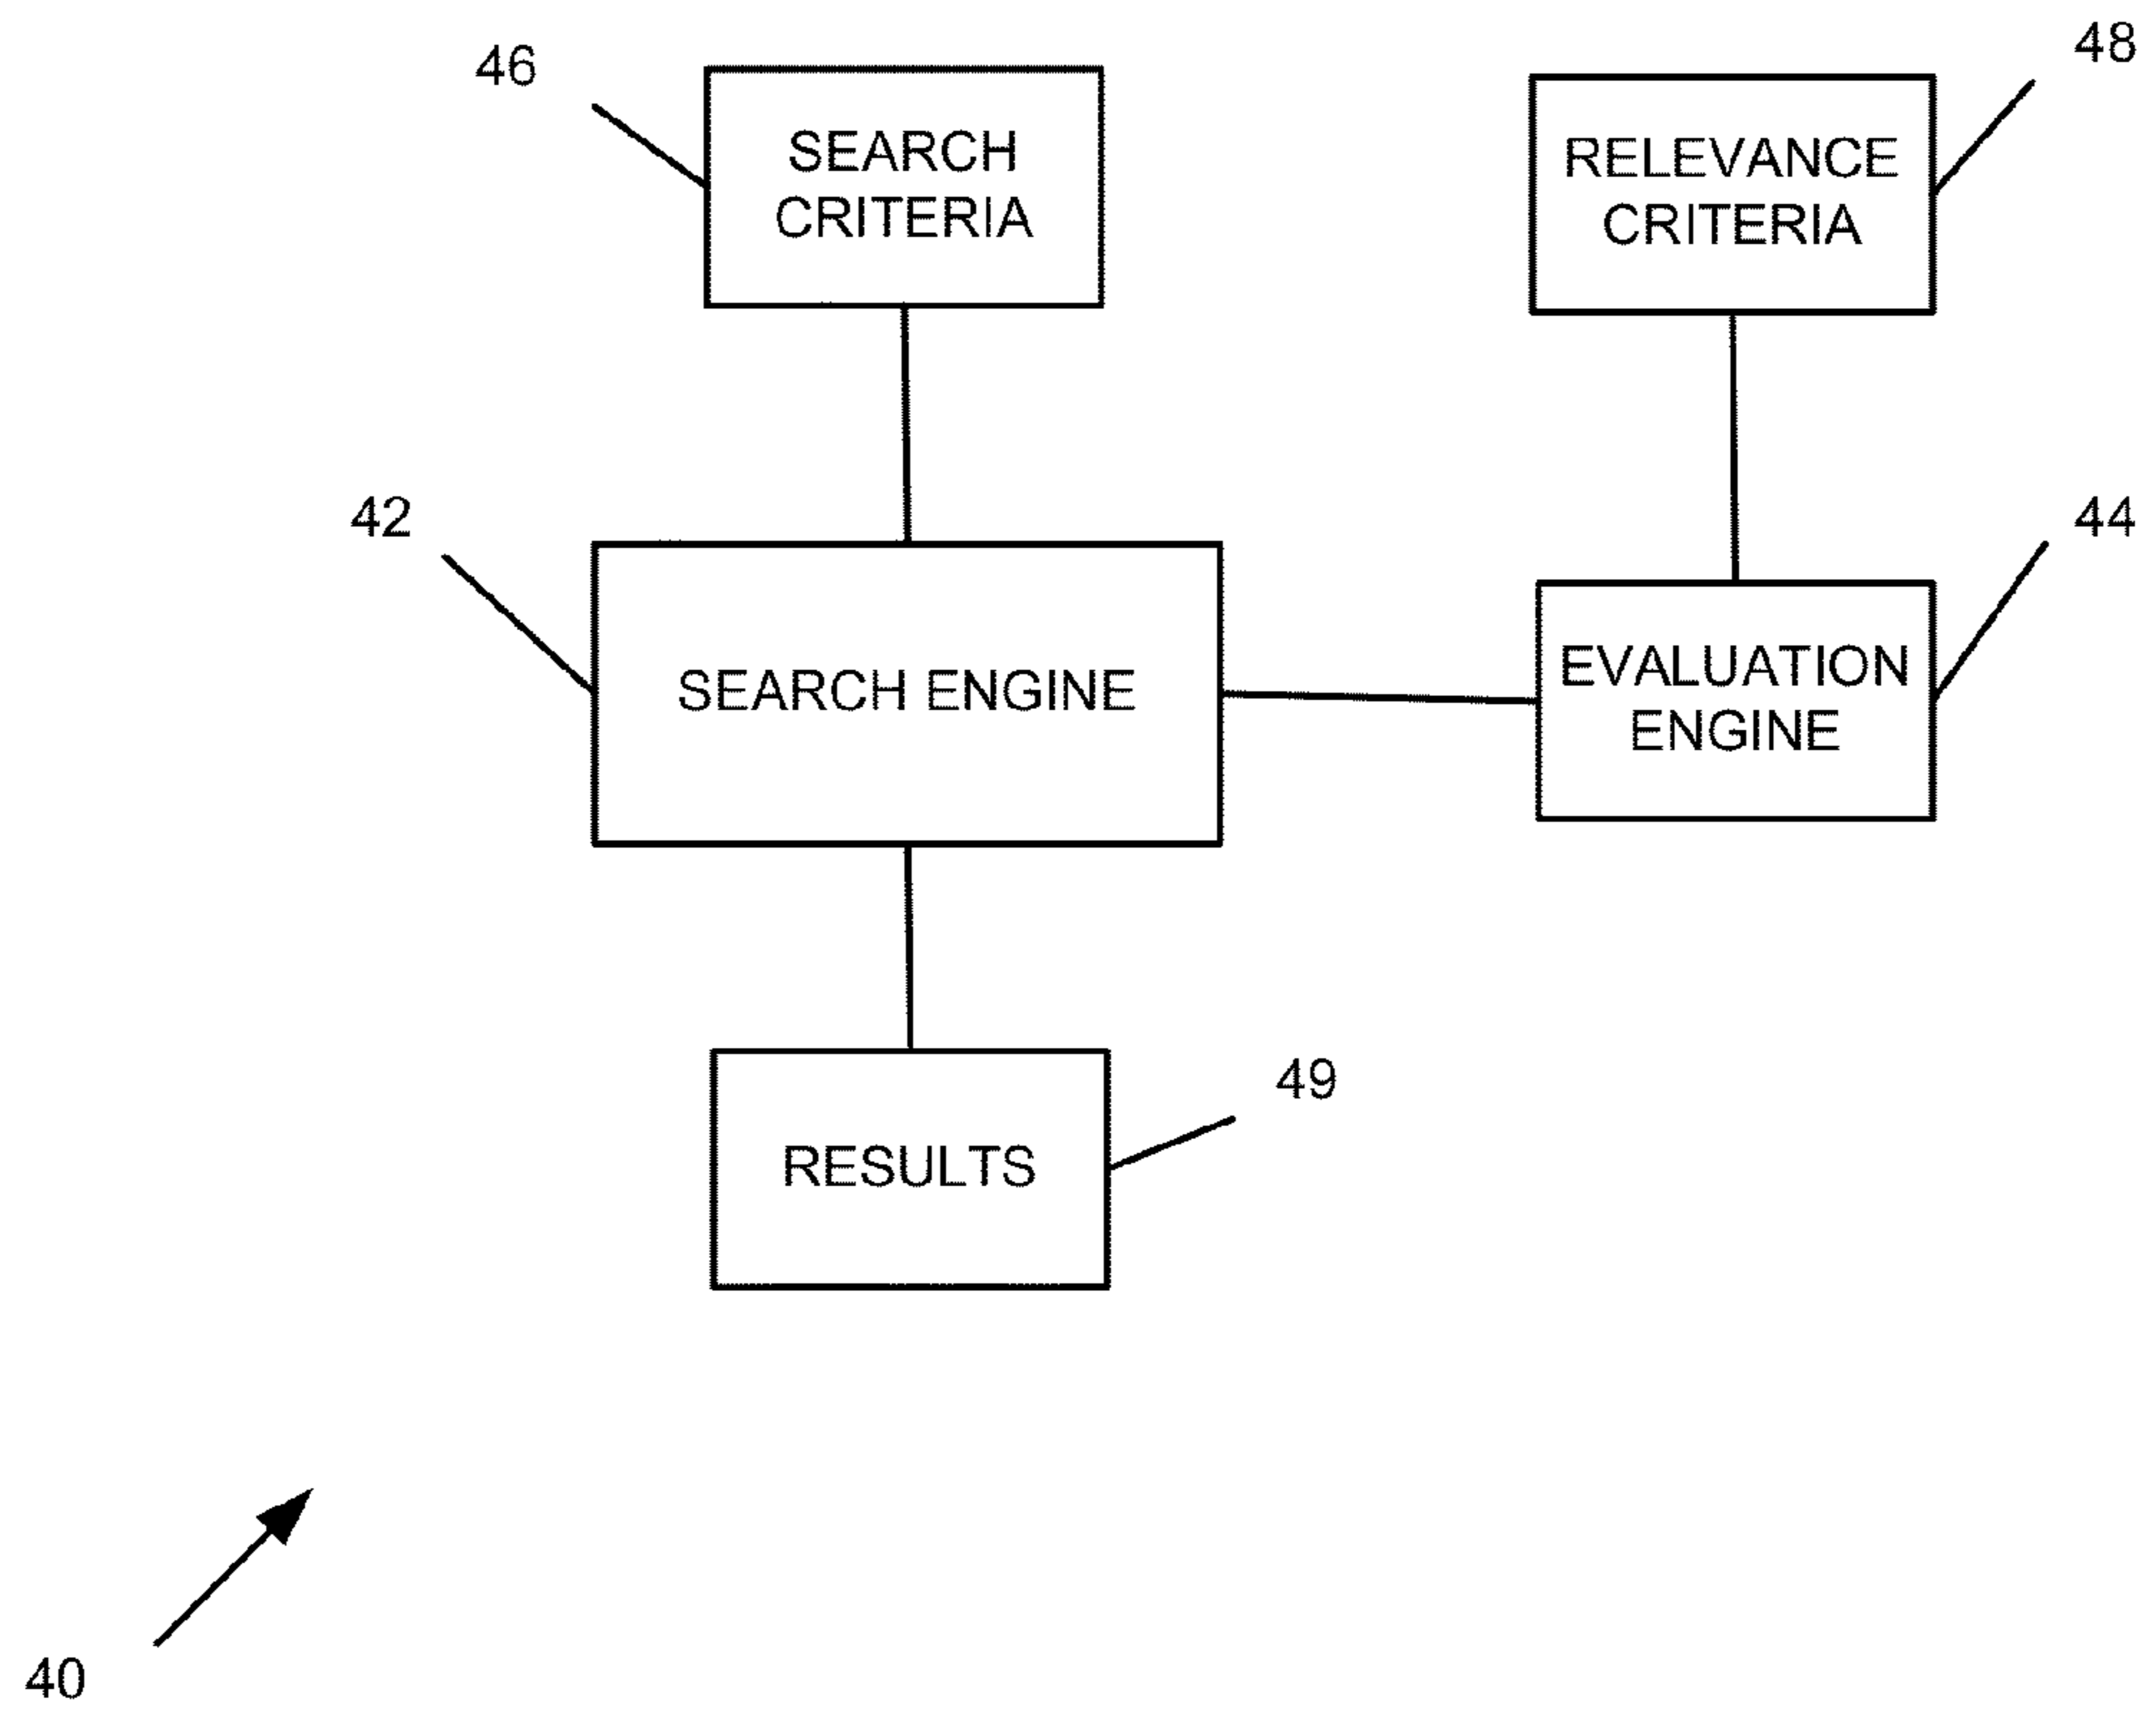 46
SEARCH
CRITERIA
48
RELEVANCE
CRITERIA
42
SEARCH ENGINE
44
EVALUATION
ENGINE
49
RESULTS
40